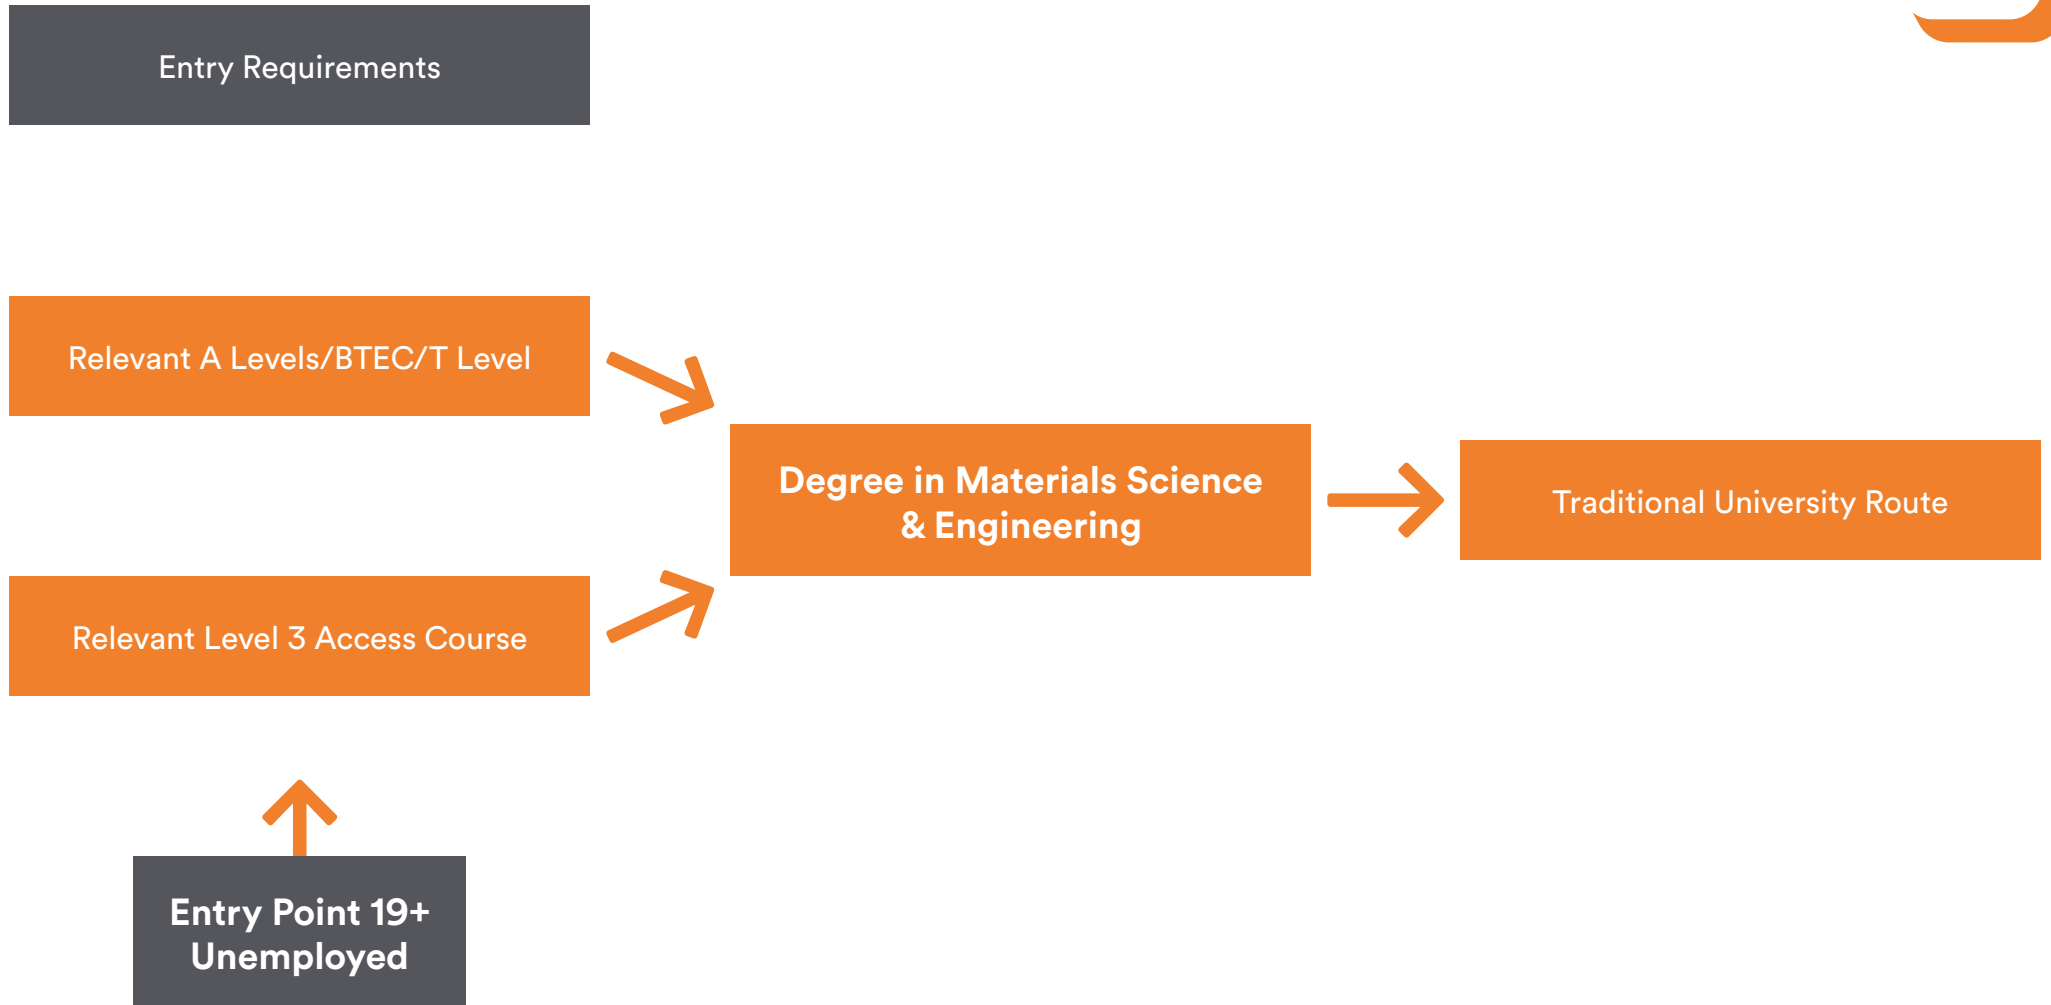 Entry Requirements
Relevant A Levels/BTEC/T Level
Degree in Materials Science
& Engineering
Traditional University Route
Relevant Level 3 Access Course
Entry Point 19+
Unemployed